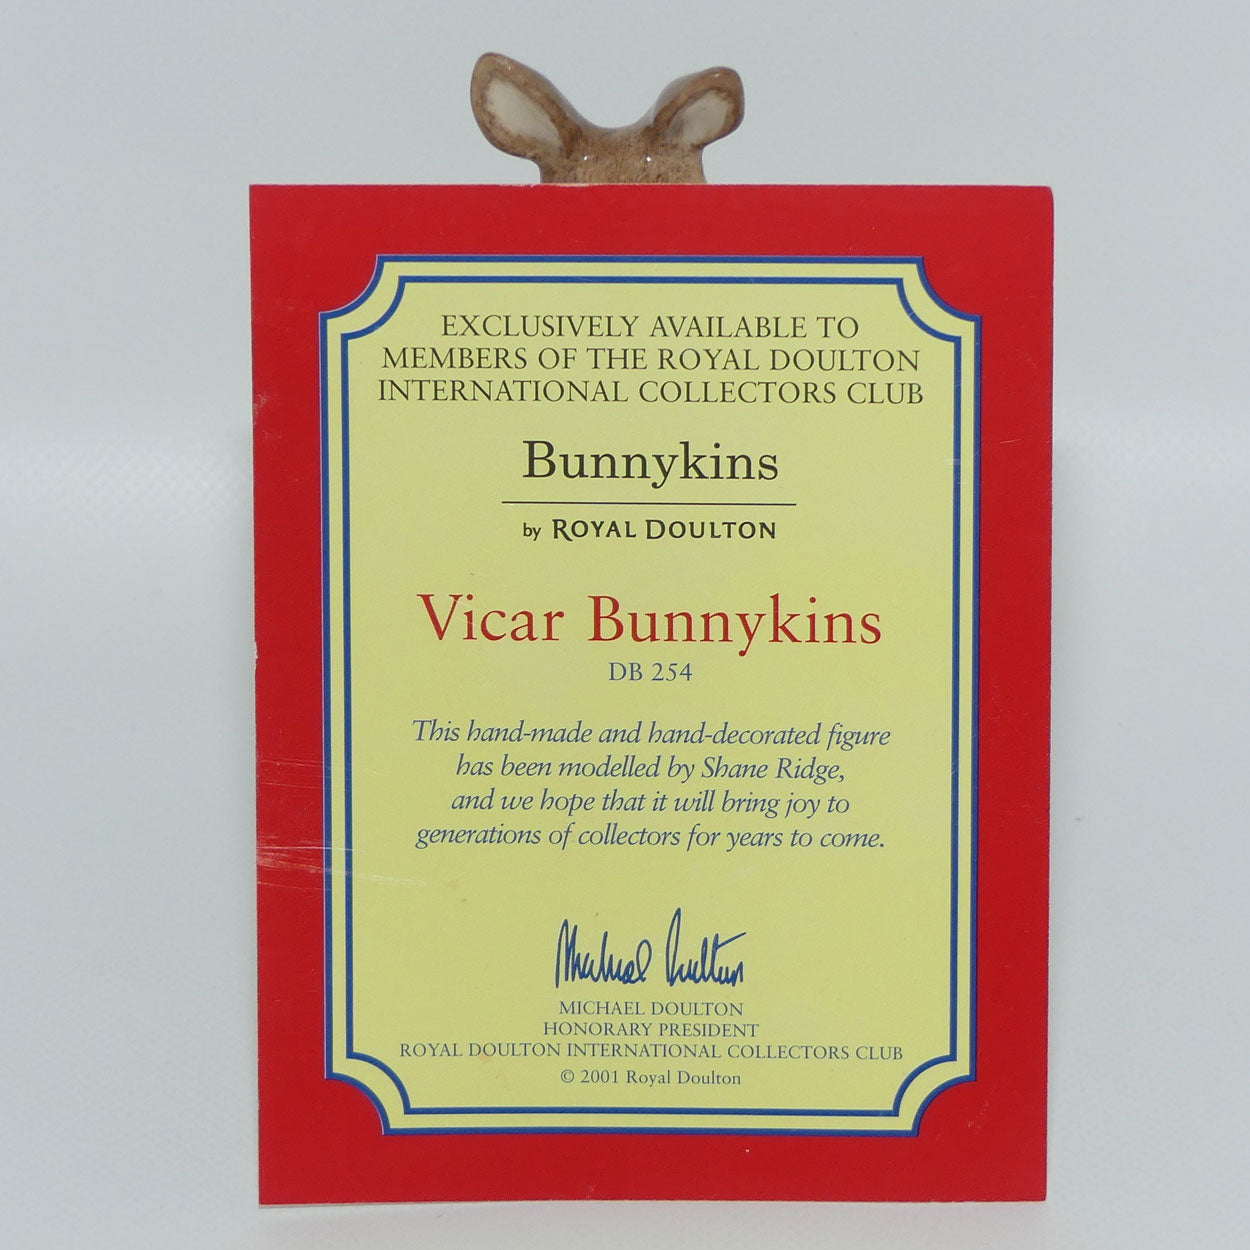 EXCLUSIVELY AVAILABLE TO
MEMBERS OF THE ROYAL DOULTON
INTERNATIONAL COLLECTORS CLUB
Bunnykins
by ROYAL DOULTON
Vicar Bunnykins
DB 254
This hand-made and hand-decorated figure
has been modelled by Shane Ridge,
and we hope that it will bring joy to
generations of collectors for years to come.
Michael Doulton
MICHAEL DOULTON
HONORARY PRESIDENT
ROYAL DOULTON INTERNATIONAL COLLECTORS CLUB
© 2001 Royal Doulton